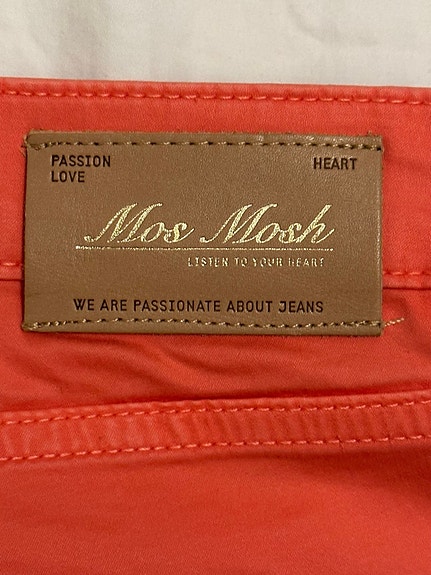 PASSION HEART
LOVE
Mos Mosh
LISTEN TO YOUR HEART
WE ARE PASSIONATE ABOUT JEANS